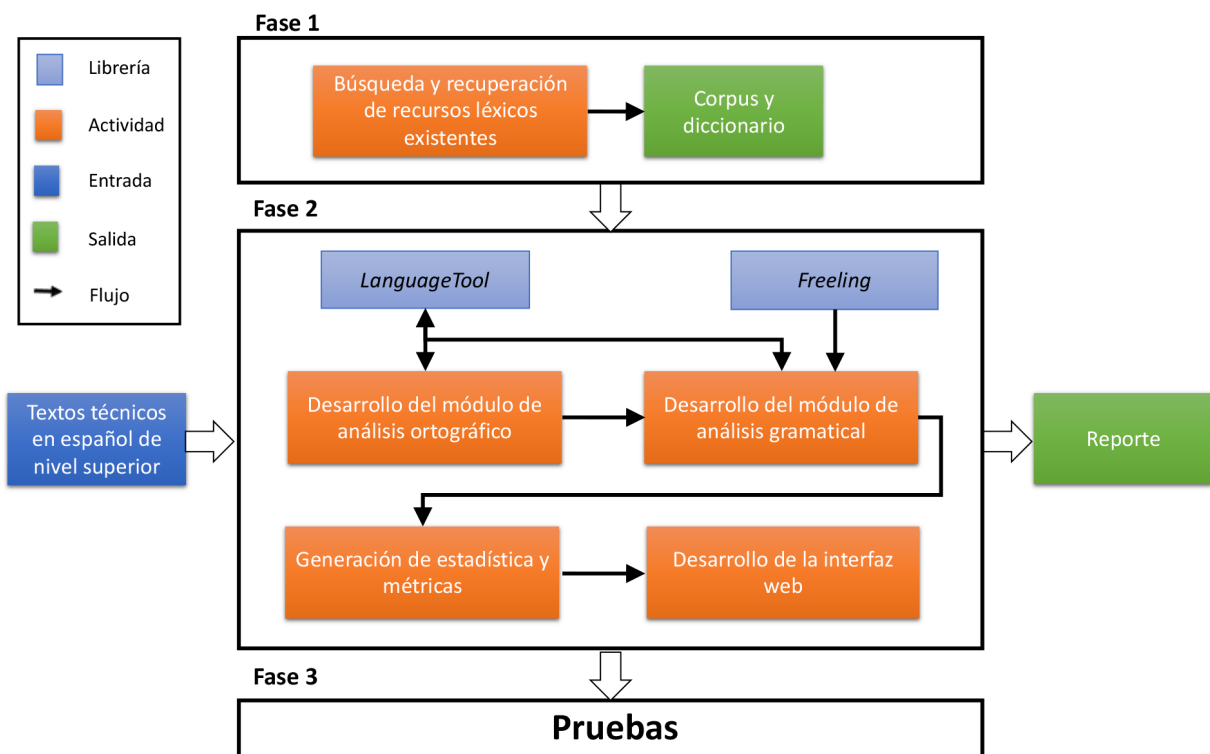 Fase 1
Librería
Actividad
Entrada
Salida
Flujo
Búsqueda y recuperación
de recursos léxicos
existentes
Corpus y
diccionario
Fase 2
LanguageTool
Freeling
Textos técnicos
en español de
nivel superior
Desarrollo del módulo de
análisis ortográfico
Desarrollo del módulo de
análisis gramatical
Reporte
Generación de estadística y
métricas
Desarrollo de la interfaz
web
Fase 3
Pruebas